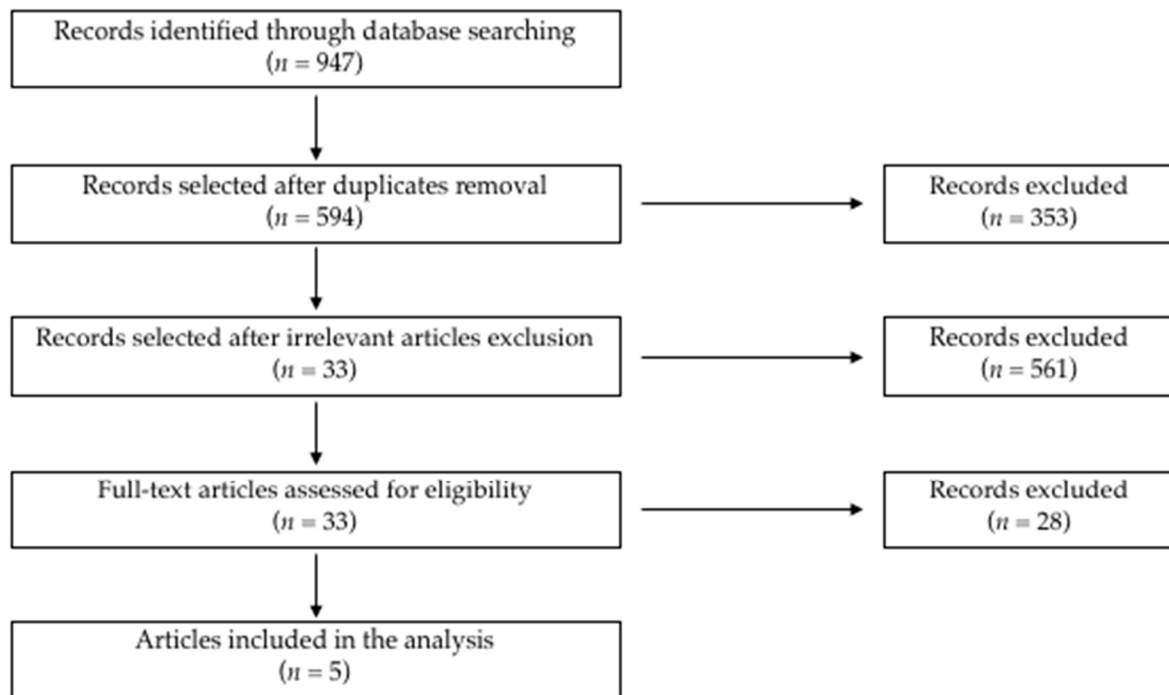 Records identified through database searching
(n = 947)
Records selected after duplicates removal
(n = 594)
Records excluded
(n = 353)
Records selected after irrelevant articles exclusion
(n = 33)
Records excluded
(n = 561)
Full-text articles assessed for eligibility
(n = 33)
Records excluded
(n = 28)
Articles included in the analysis
(n = 5)